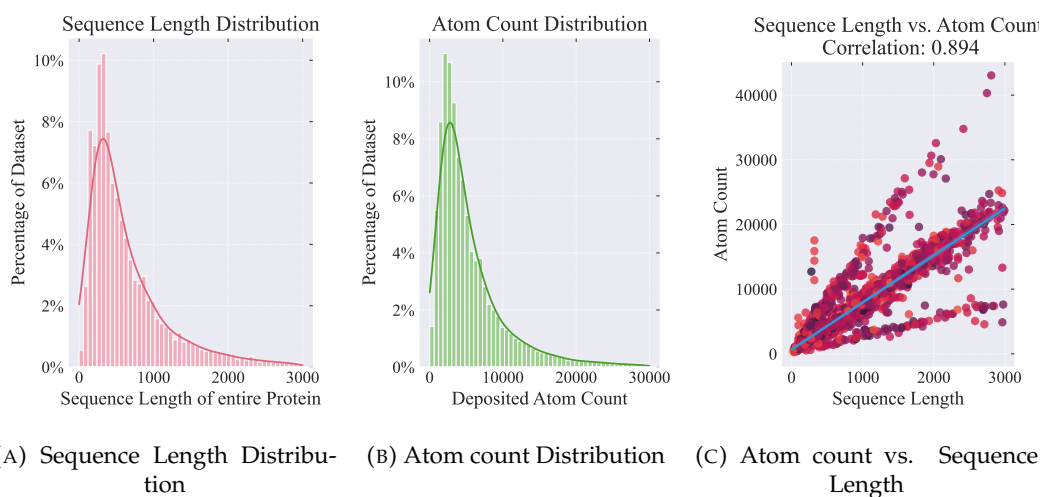 Sequence Length Distribution
Percentage of Dataset
10%
8%
6%
4%
2%
0%
0 1000 2000 3000
Sequence Length of entire Protein
Atom Count Distribution
Percentage of Dataset
10%
8%
6%
4%
2%
0%
0 10000 20000 30000
Deposited Atom Count
Sequence Length vs. Atom Count
Correlation: 0.894
Atom Count
40000
30000
20000
10000
0
0 1000 2000 3000
Sequence Length
(A) Sequence Length Distribu-
tion
(B) Atom count Distribution
(C) Atom count vs. Sequence
Length